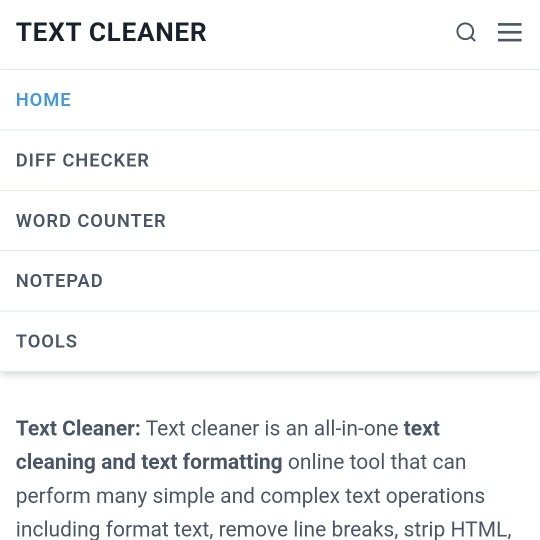 TEXT CLEANER
HOME
DIFF CHECKER
WORD COUNTER
NOTEPAD
TOOLS
Text Cleaner: Text cleaner is an all-in-one text
cleaning and text formatting online tool that can
perform many simple and complex text operations
including format text, remove line breaks, strip HTML,